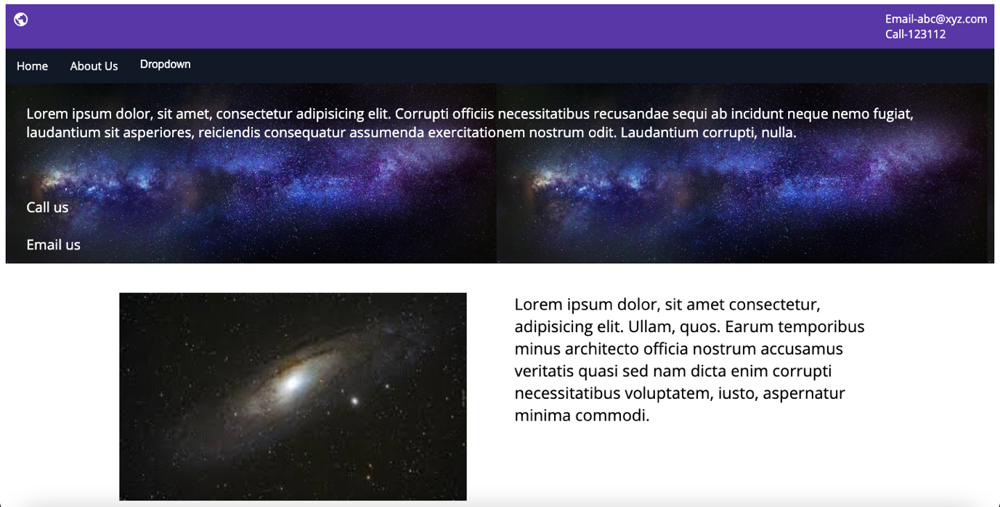 Email-abc@xyz.com
Call-123112
Home About Us Dropdown
Lorem ipsum dolor, sit amet, consectetur adipisicing elit. Corrupti officiis necessitatibus recusandae sequi ab incidunt neque nemo fugiat,
laudantium sit asperiores, reiciendis consequatur assumenda exercitationem nostrum odit. Laudantium corrupti, nulla.
Call us
Email us
Lorem ipsum dolor, sit amet consectetur,
adipisicing elit. Ullam, quos. Earum temporibus
minus architecto officia nostrum accusamus
veritatis quasi sed nam dicta enim corrupti
necessitatibus voluptatem, iusto, aspernatur
minima commodi.